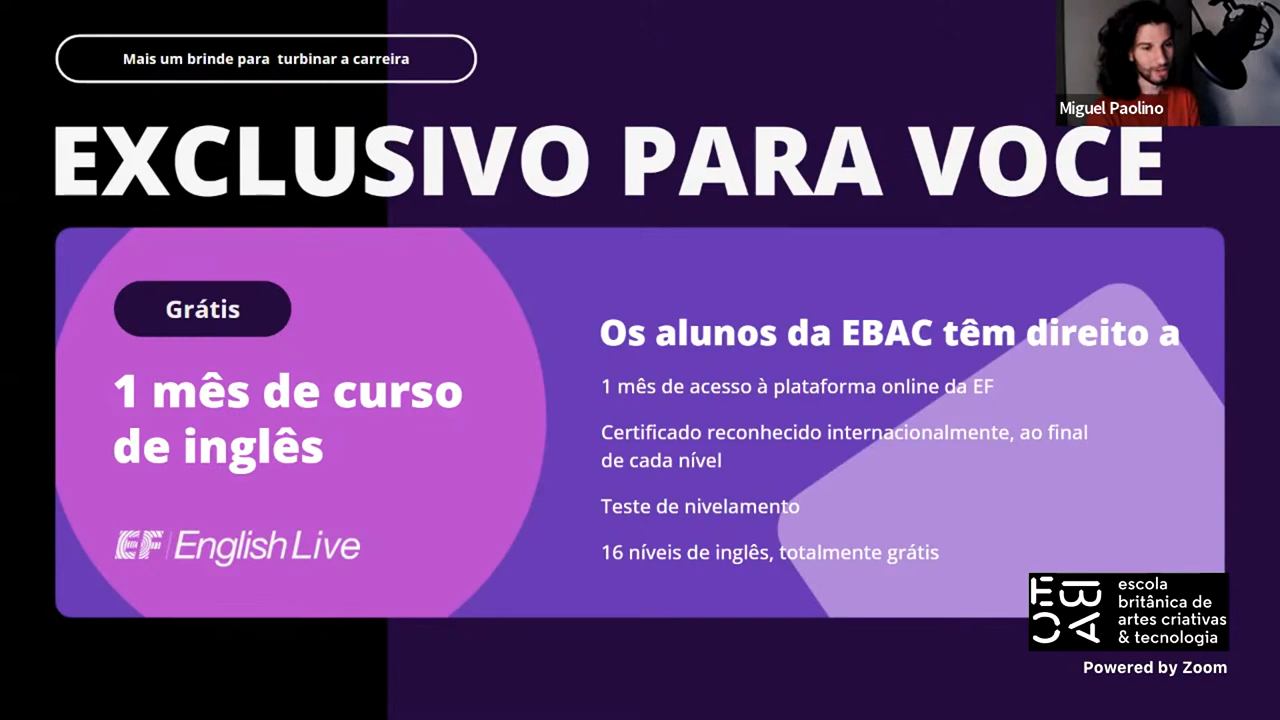 Mais um brinde para turbinar a carreira
Miguel Paolino
EXCLUSIVO PARA VOCE
Grátis
1 mês de curso
de inglês
EF English Live
Os alunos da EBAC têm direito a
1 mês de acesso à plataforma online da EF
Certificado reconhecido internacionalmente, ao final
de cada nível
Teste de nivelamento
16 níveis de inglês, totalmente grátis
EBAC
escola
britânica de
artes criativas
& tecnologia
Powered by Zoom